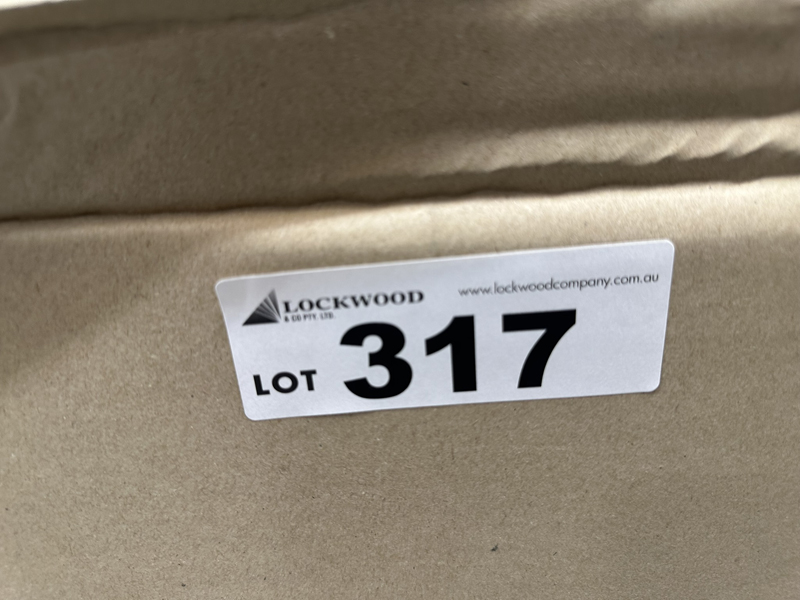 LOCKWOOD
& CO PTY. LTD.
www.lockwoodcompany.com.au
LOT 317